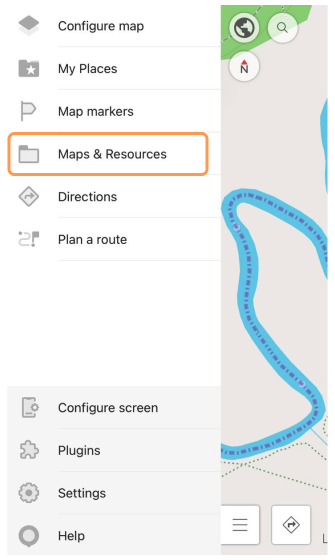 Configure map
My Places
Map markers
Maps & Resources
Directions
Plan a route
Configure screen
Plugins
Settings
Help
N